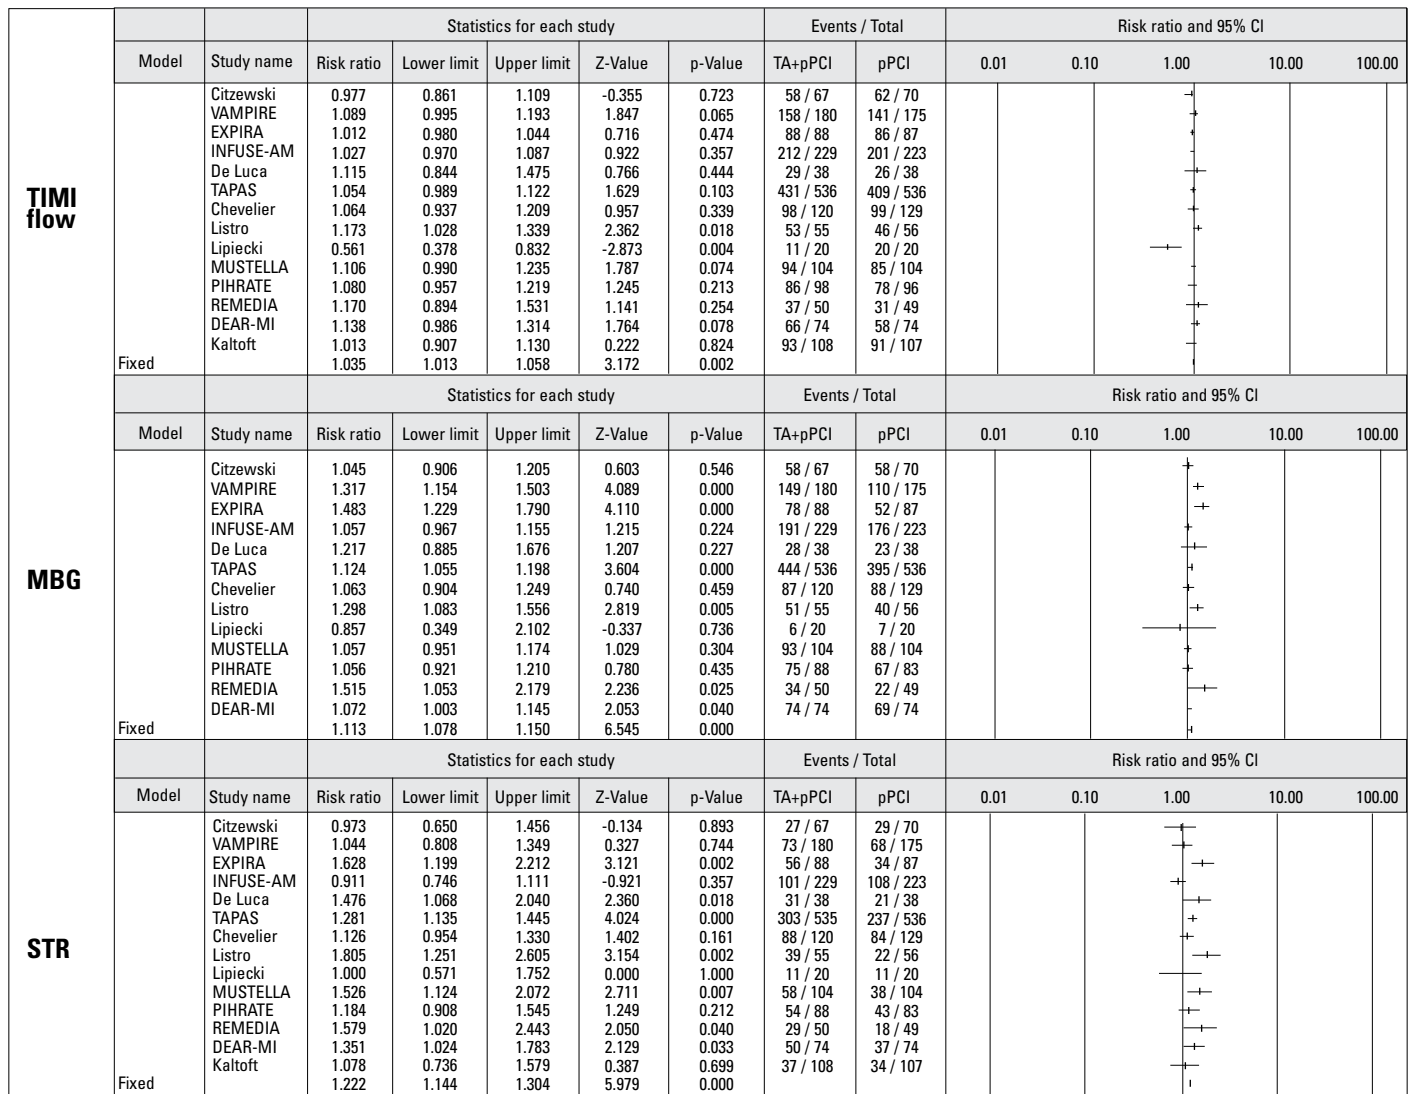 Statistics for each study Events / Total Risk ratio and 95% CI
Model Study name Risk ratio Lower limit Upper limit Z-Value p-Value TA+pPCI pPCI 0.01 0.10 1.00 10.00 100.00
TIMI flow
Citzewski 0.977 0.861 1.109 -0.355 0.723 58 / 67 62 / 70
VAMPIRE 1.089 0.995 1.193 1.847 0.065 158 / 180 141 / 175
EXPIRA 1.012 0.980 1.044 0.716 0.474 88 / 88 86 / 87
INFUSE-AM 1.027 0.970 1.087 0.922 0.357 212 / 229 201 / 223
De Luca 1.115 0.844 1.475 0.766 0.444 29 / 38 26 / 38
TAPAS 1.054 0.989 1.122 1.629 0.103 431 / 536 409 / 536
Chevelier 1.064 0.937 1.209 0.957 0.339 98 / 120 99 / 129
Listro 1.173 1.028 1.339 2.362 0.018 53 / 55 46 / 56
Lipiecki 0.561 0.378 0.832 -2.873 0.004 11 / 20 20 / 20
MUSTELLA 1.106 0.990 1.235 1.787 0.074 94 / 104 85 / 104
PIHRATE 1.080 0.957 1.219 1.245 0.213 86 / 98 78 / 96
REMEDIA 1.170 0.894 1.531 1.141 0.254 37 / 50 31 / 49
DEAR-MI 1.138 0.986 1.314 1.764 0.078 66 / 74 58 / 74
Kaltoft 1.013 0.907 1.130 0.222 0.824 93 / 108 91 / 107
Fixed 1.035 1.013 1.058 3.172 0.002
Statistics for each study Events / Total Risk ratio and 95% CI
Model Study name Risk ratio Lower limit Upper limit Z-Value p-Value TA+pPCI pPCI 0.01 0.10 1.00 10.00 100.00
MBG
Citzewski 1.045 0.906 1.205 0.603 0.546 58 / 67 58 / 70
VAMPIRE 1.317 1.154 1.503 4.089 0.000 149 / 180 110 / 175
EXPIRA 1.483 1.229 1.790 4.110 0.000 78 / 88 52 / 87
INFUSE-AM 1.057 0.967 1.155 1.215 0.224 191 / 229 176 / 223
De Luca 1.217 0.885 1.676 1.207 0.227 28 / 38 23 / 38
TAPAS 1.124 1.055 1.198 3.604 0.000 444 / 536 395 / 536
Chevelier 1.063 0.904 1.249 0.740 0.459 87 / 120 88 / 129
Listro 1.298 1.083 1.556 2.819 0.005 51 / 55 40 / 56
Lipiecki 0.857 0.349 2.102 -0.337 0.736 6 / 20 7 / 20
MUSTELLA 1.057 0.951 1.174 1.029 0.304 93 / 104 88 / 104
PIHRATE 1.056 0.921 1.210 0.780 0.435 75 / 88 67 / 83
REMEDIA 1.515 1.053 2.179 2.236 0.025 34 / 50 22 / 49
DEAR-MI 1.072 1.003 1.145 2.053 0.040 74 / 74 69 / 74
Fixed 1.113 1.078 1.150 6.545 0.000
Statistics for each study Events / Total Risk ratio and 95% CI
Model Study name Risk ratio Lower limit Upper limit Z-Value p-Value TA+pPCI pPCI 0.01 0.10 1.00 10.00 100.00
STR
Citzewski 0.973 0.650 1.456 -0.134 0.893 27 / 67 29 / 70
VAMPIRE 1.044 0.808 1.349 0.327 0.744 73 / 180 68 / 175
EXPIRA 1.628 1.199 2.212 3.121 0.002 56 / 88 34 / 87
INFUSE-AM 0.911 0.746 1.111 -0.921 0.357 101 / 229 108 / 223
De Luca 1.476 1.068 2.040 2.360 0.018 31 / 38 21 / 38
TAPAS 1.281 1.135 1.445 4.024 0.000 303 / 535 237 / 536
Chevelier 1.126 0.954 1.330 1.402 0.161 88 / 120 84 / 129
Listro 1.805 1.251 2.605 3.154 0.002 39 / 55 22 / 56
Lipiecki 1.000 0.571 1.752 0.000 1.000 11 / 20 11 / 20
MUSTELLA 1.526 1.124 2.072 2.711 0.007 58 / 104 38 / 104
PIHRATE 1.184 0.908 1.545 1.249 0.212 54 / 88 43 / 83
REMEDIA 1.579 1.020 2.443 2.050 0.040 29 / 50 18 / 49
DEAR-MI 1.351 1.024 1.783 2.129 0.033 50 / 74 37 / 74
Kaltoft 1.078 0.736 1.579 0.387 0.699 37 / 108 34 / 107
Fixed 1.222 1.144 1.304 5.979 0.000